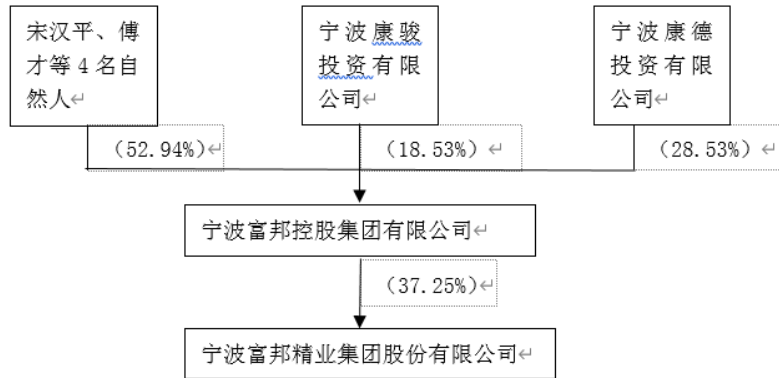 宋汉平、傅
才等4名自
然人↵
宁波康骏
投资有限
公司↵
宁波康德
投资有限
公司↵
（52.94%）↵
（18.53%）↵
（28.53%）↵
宁波富邦控股集团有限公司↵
（37.25%）↵
宁波富邦精业集团股份有限公司↵